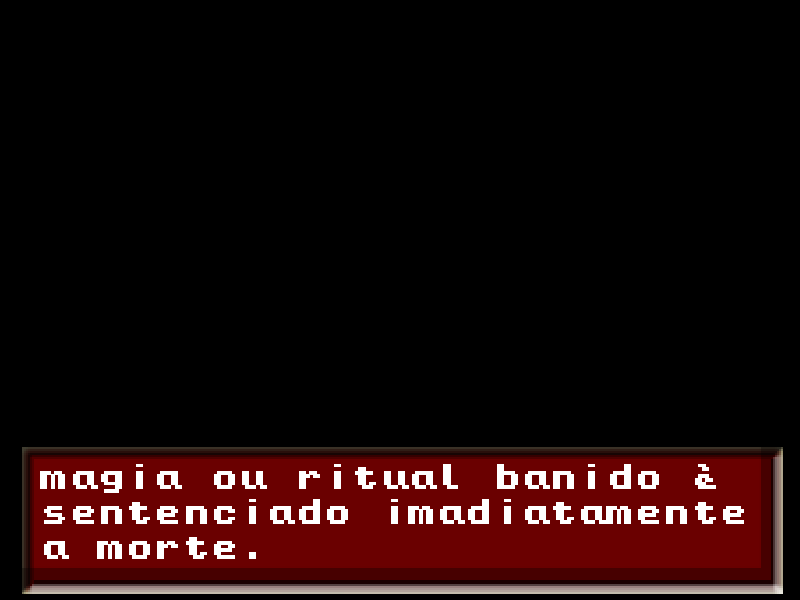 magia ou ritual banido è
sentenciado imadiatamente
a morte.